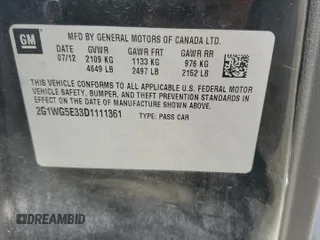 GM
MFD BY GENERAL MOTORS OF CANADA LTD.
07/12 GVWR GAWR FRT GAWR RR
2109 KG 1133 KG 976 KG
4649 LB 2497 LB 2152 LB
THIS VEHICLE CONFORMS TO ALL APPLICABLE U.S. FEDERAL MOTOR
VEHICLE SAFETY, BUMPER, AND THEFT PREVENTION STANDARDS IN
EFFECT ON THE DATE OF MANUFACTURE SHOWN ABOVE.
2G1WG5E33D1111361 TYPE: PASS CAR
DREAMBID